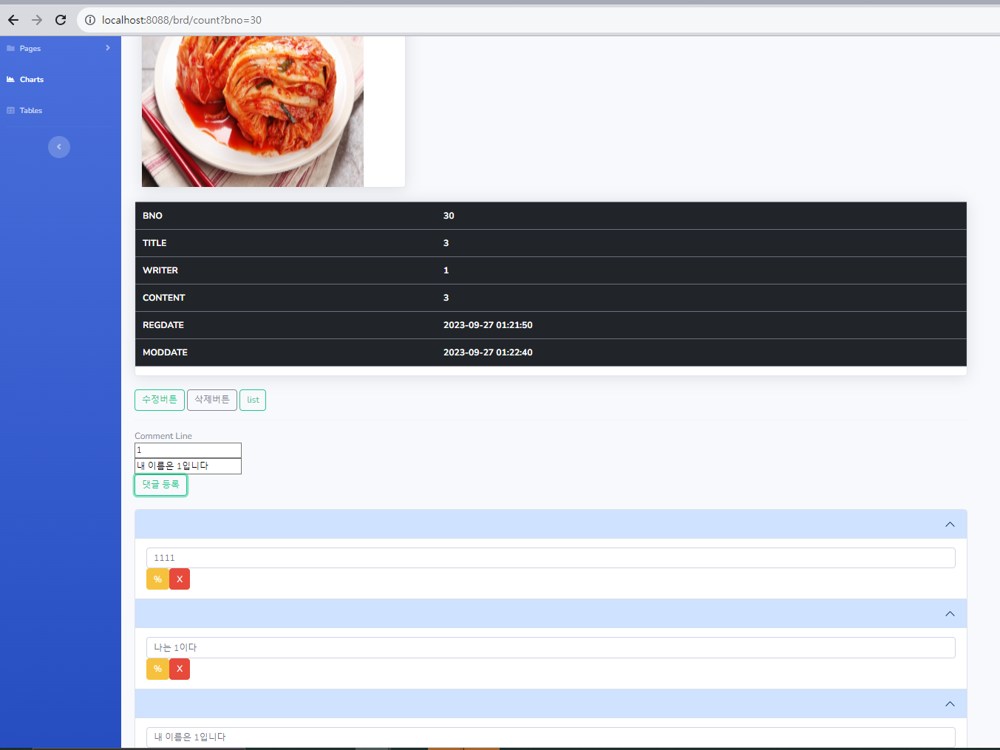 localhost:8088/brd/count?bno=30
Pages
Charts
Tables
BNO 30
TITLE 3
WRITER 1
CONTENT 3
REGDATE 2023-09-27 01:21:50
MODDATE 2023-09-27 01:22:40
수정버튼 삭제버튼 list
Comment Line
1
내 이름은 1입니다
댓글 등록
1111
% X
나는 1이다
% X
내 이름은 1입니다